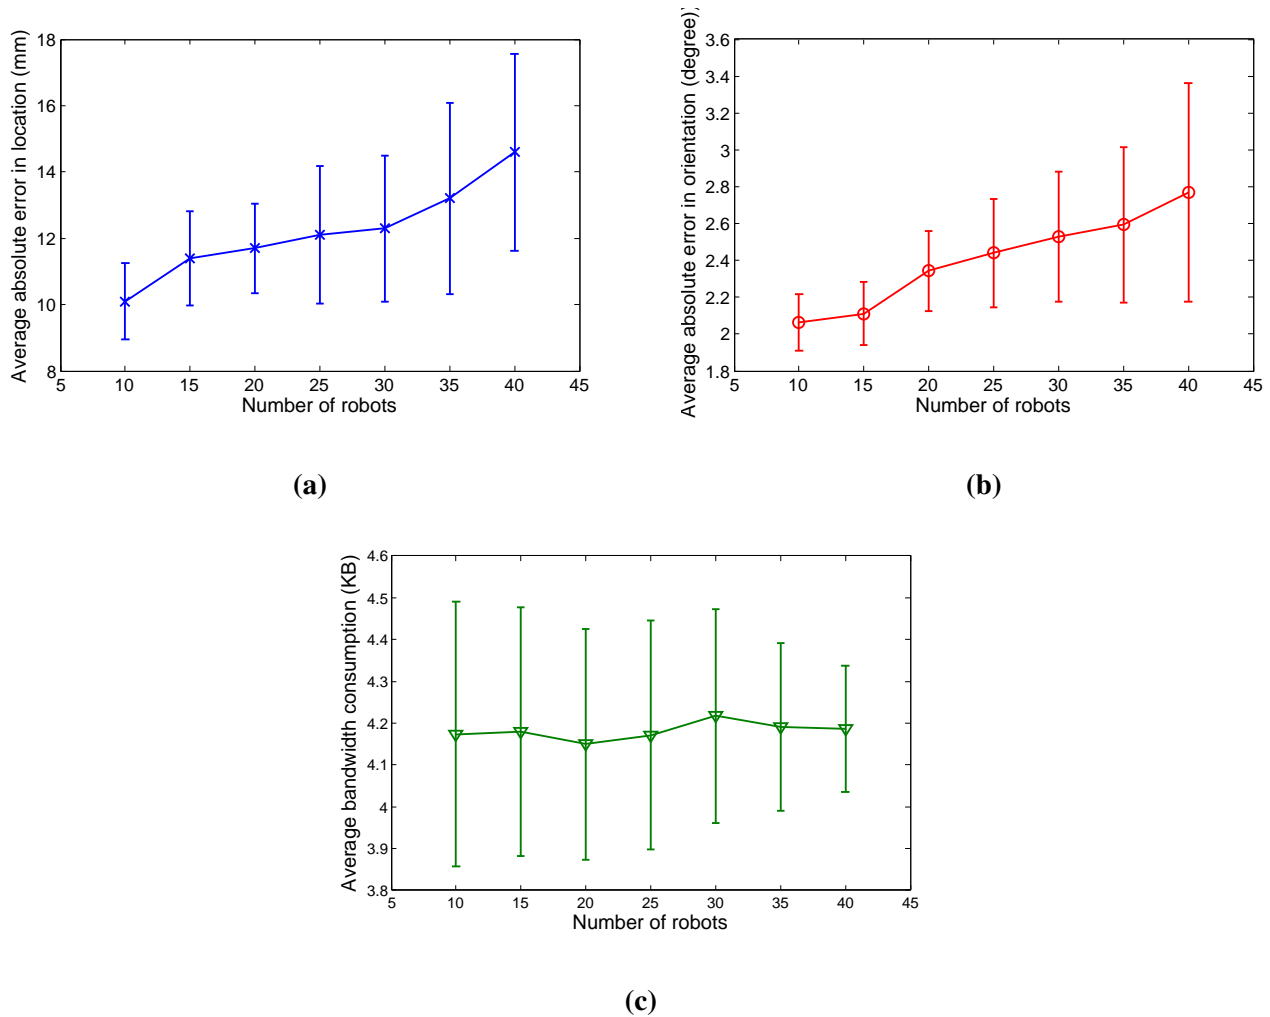 Average absolute error in location (mm)
18
16
14
12
10
8
5 10 15 20 25 30 35 40 45
Number of robots
(a)
Average absolute error in orientation (degree)
3.6
3.4
3.2
3
2.8
2.6
2.4
2.2
2
1.8
5 10 15 20 25 30 35 40 45
Number of robots
(b)
Average bandwidth consumption (KB)
4.6
4.5
4.4
4.3
4.2
4.1
4
3.9
3.8
5 10 15 20 25 30 35 40 45
Number of robots
(c)